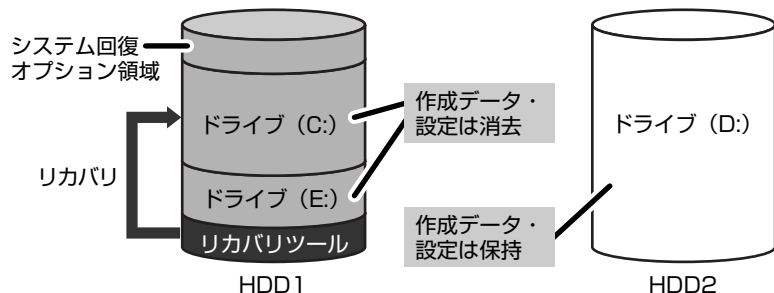 システム回復
オプション領域
ドライブ（C:）
作成データ・
設定は消去
ドライブ（D:）
リカバリ
ドライブ（E:）
リカバリツール
作成データ・
設定は保持
HDD1
HDD2